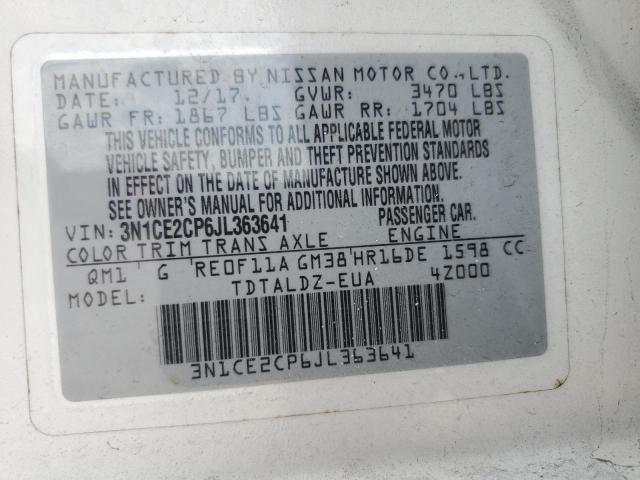 MANUFACTURED BY NISSAN MOTOR CO., LTD.
DATE: 12/17. GVWR: 3470 LBS
GAWR FR: 1867 LBS GAWR RR: 1704 LBS
THIS VEHICLE CONFORMS TO ALL APPLICABLE FEDERAL MOTOR
VEHICLE SAFETY, BUMPER AND THEFT PREVENTION STANDARDS
IN EFFECT ON THE DATE OF MANUFACTURE SHOWN ABOVE.
SEE OWNER'S MANUAL FOR ADDITIONAL INFORMATION.
VIN: 3N1CE2CP6JL363641 PASSENGER CAR.
COLOR TRIM TRANS AXLE ENGINE
QM1 G RE0F11A GM38 HR16DE 1598 CC
MODEL: TDTALDZ-EUA 4Z000
3N1CE2CP6JL363641